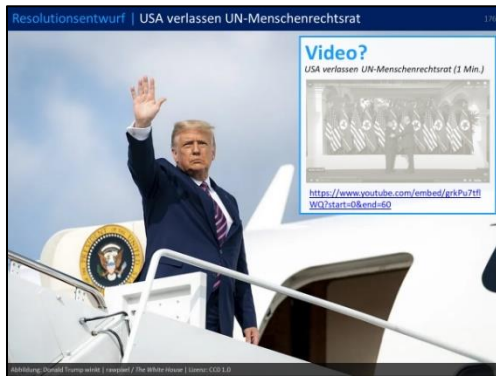 Resolutionsentwurf | USA verlassen UN-Menschenrechtsrat
Video?
USA verlassen UN-Menschenrechtsrat (1 Min.)
https://www.youtube.com/embed/grkPu7tfl
WQ?start=0&end=60
Abbildung: Donald Trump winkt | rawpixel / The White House | Lizenz: CC0 1.0